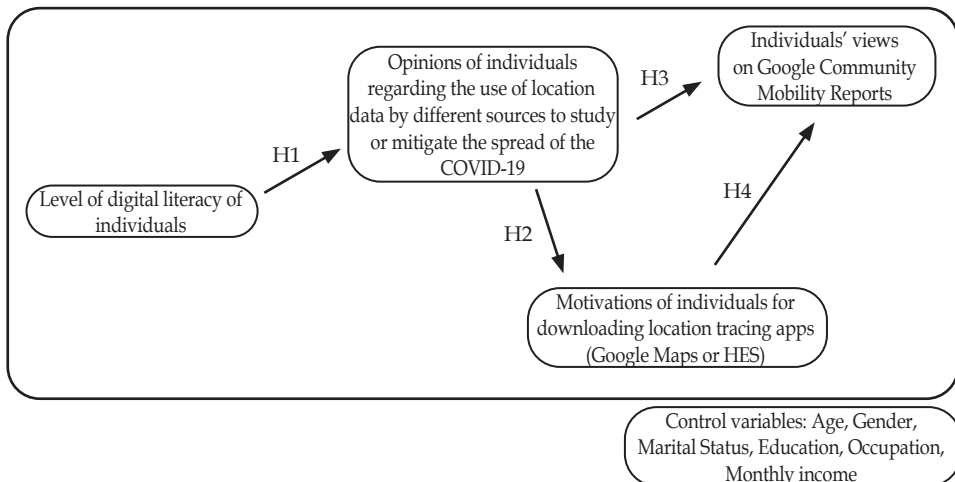 Individuals' views
on Google Community
Mobility Reports
Opinions of individuals
regarding the use of location
data by different sources to study
or mitigate the spread of the
COVID-19
H3
H1
Level of digital literacy of
individuals
H4
H2
Motivations of individuals for
downloading location tracing apps
(Google Maps or HES)
Control variables: Age, Gender,
Marital Status, Education, Occupation,
Monthly income